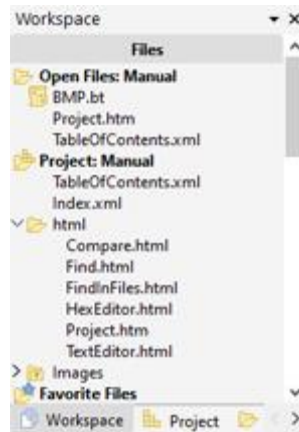 Workspace
Files
Open Files: Manual
BMP.bt
Project.htm
TableOfContents.xml
Project: Manual
TableOfContents.xml
Index.xml
html
Compare.html
Find.html
FindInFiles.html
HexEditor.html
Project.htm
TextEditor.html
Images
Favorite Files
Workspace Project